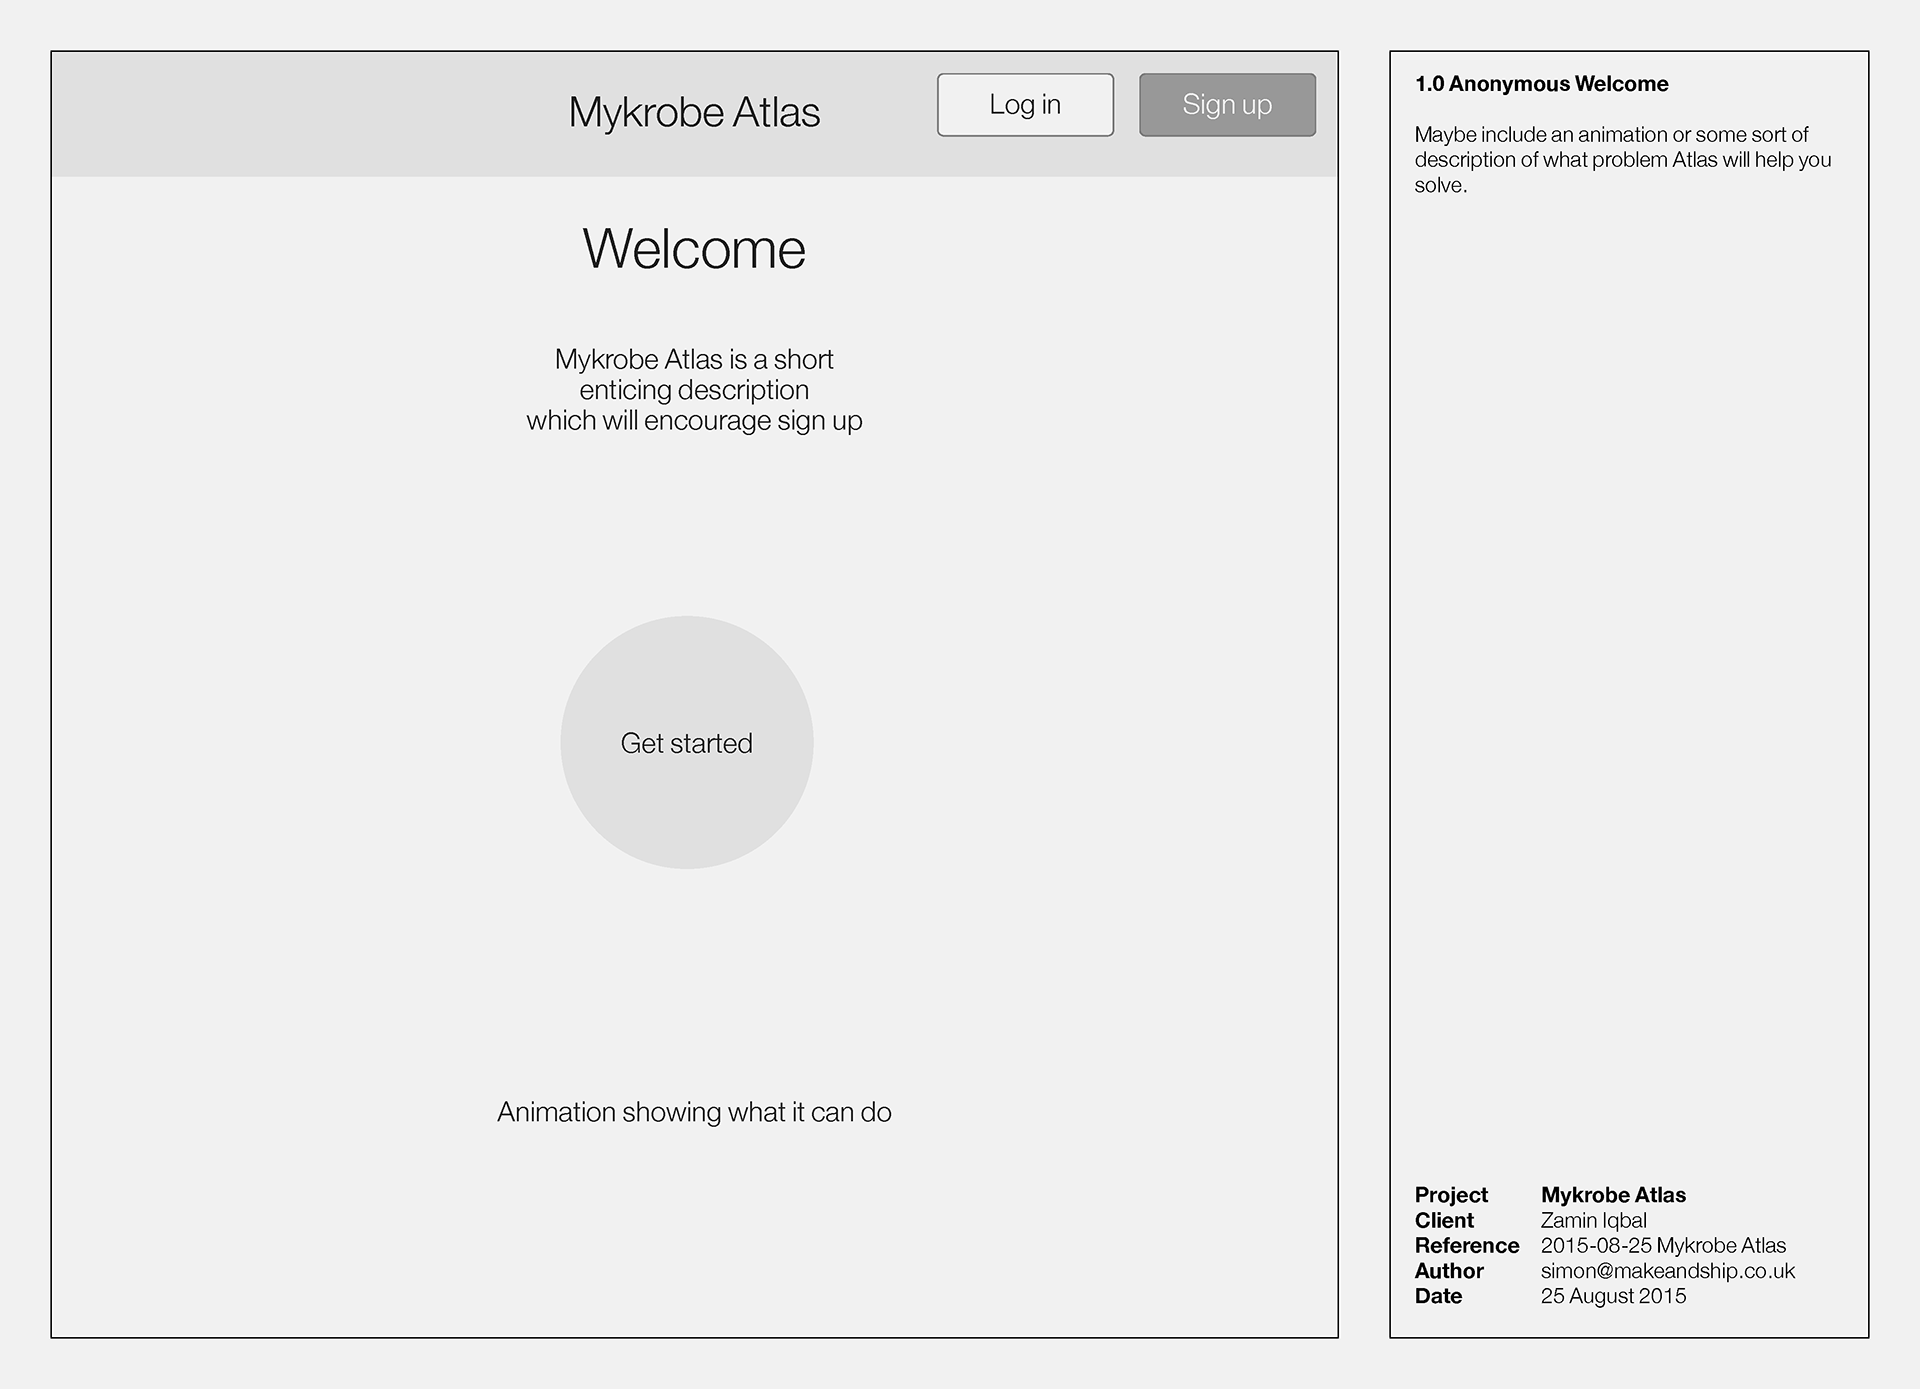 Mykrobe Atlas
Log in
Sign up
Welcome
Mykrobe Atlas is a short
enticing description
which will encourage sign up
Get started
Animation showing what it can do
1.0 Anonymous Welcome
Maybe include an animation or some sort of
description of what problem Atlas will help you
solve.
Project Mykrobe Atlas
Client Zamin Iqbal
Reference 2015-08-25 Mykrobe Atlas
Author simon@makeandship.co.uk
Date 25 August 2015